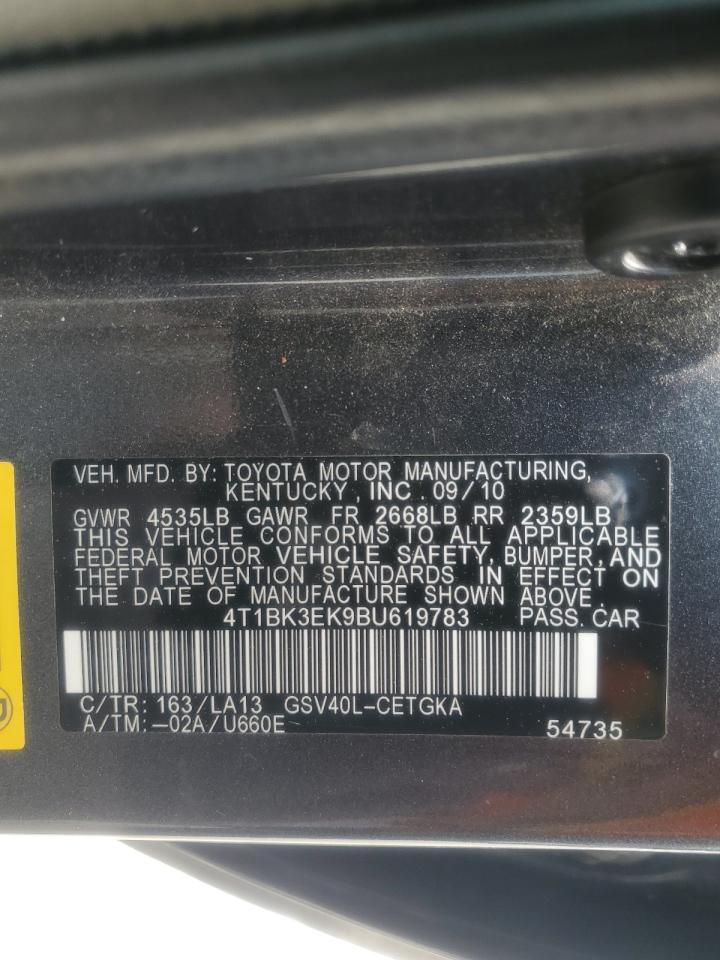 VEH. MFD. BY: TOYOTA MOTOR MANUFACTURING,
KENTUCKY, INC. 09/10
GVWR 4535LB GAWR FR 2668LB RR 2359LB
THIS VEHICLE CONFORMS TO ALL APPLICABLE
FEDERAL MOTOR VEHICLE SAFETY, BUMPER, AND
THEFT PREVENTION STANDARDS IN EFFECT ON
THE DATE OF MANUFACTURE SHOWN ABOVE.
4T1BK3EK9BU619783 PASS. CAR
C/TR: 163/LA13 GSV40L-CETGKA
A/TM: -02A/U660E 54735